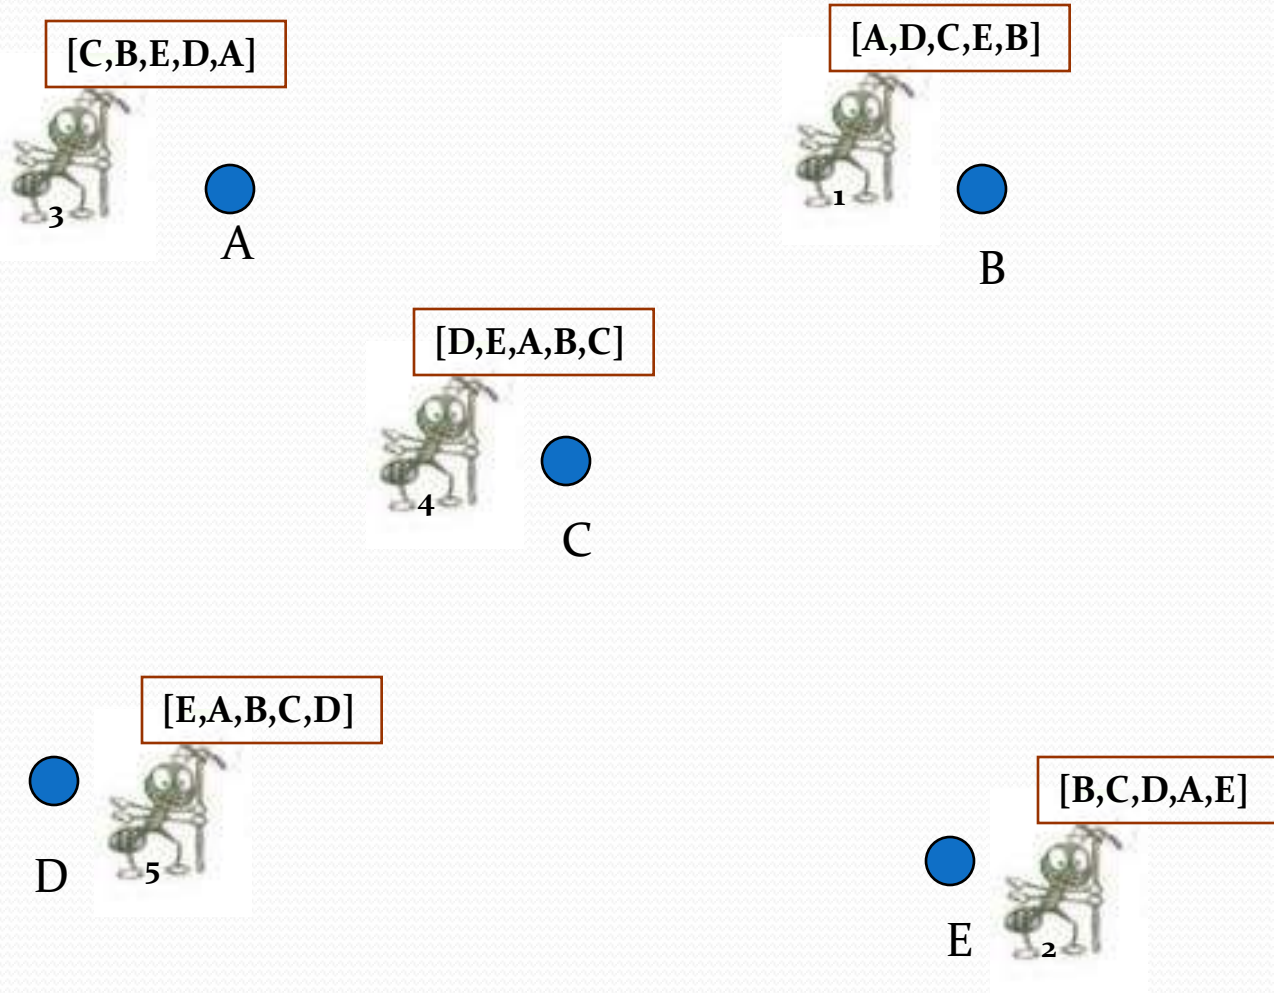 [C,B,E,D,A]
[A,D,C,E,B]
3
A
1
B
[D,E,A,B,C]
4
C
[E,A,B,C,D]
D
5
[B,C,D,A,E]
E
2